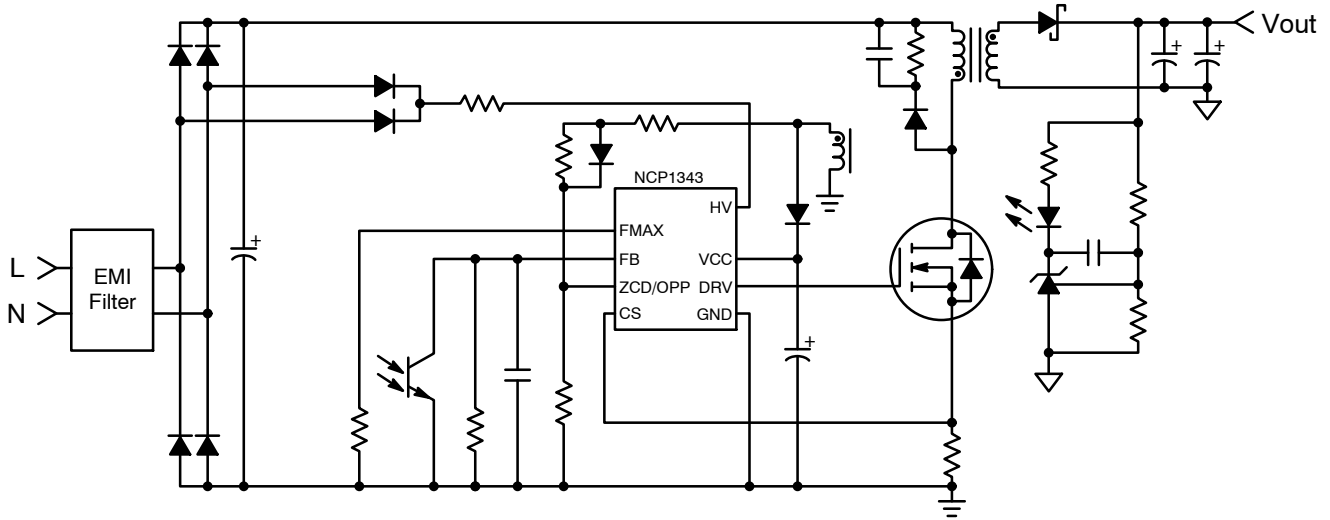 Vout
NCP1343
HV
FMAX
FB
VCC
ZCD/OPP
DRV
CS
GND
L
N
EMI
Filter
+
+
+
+